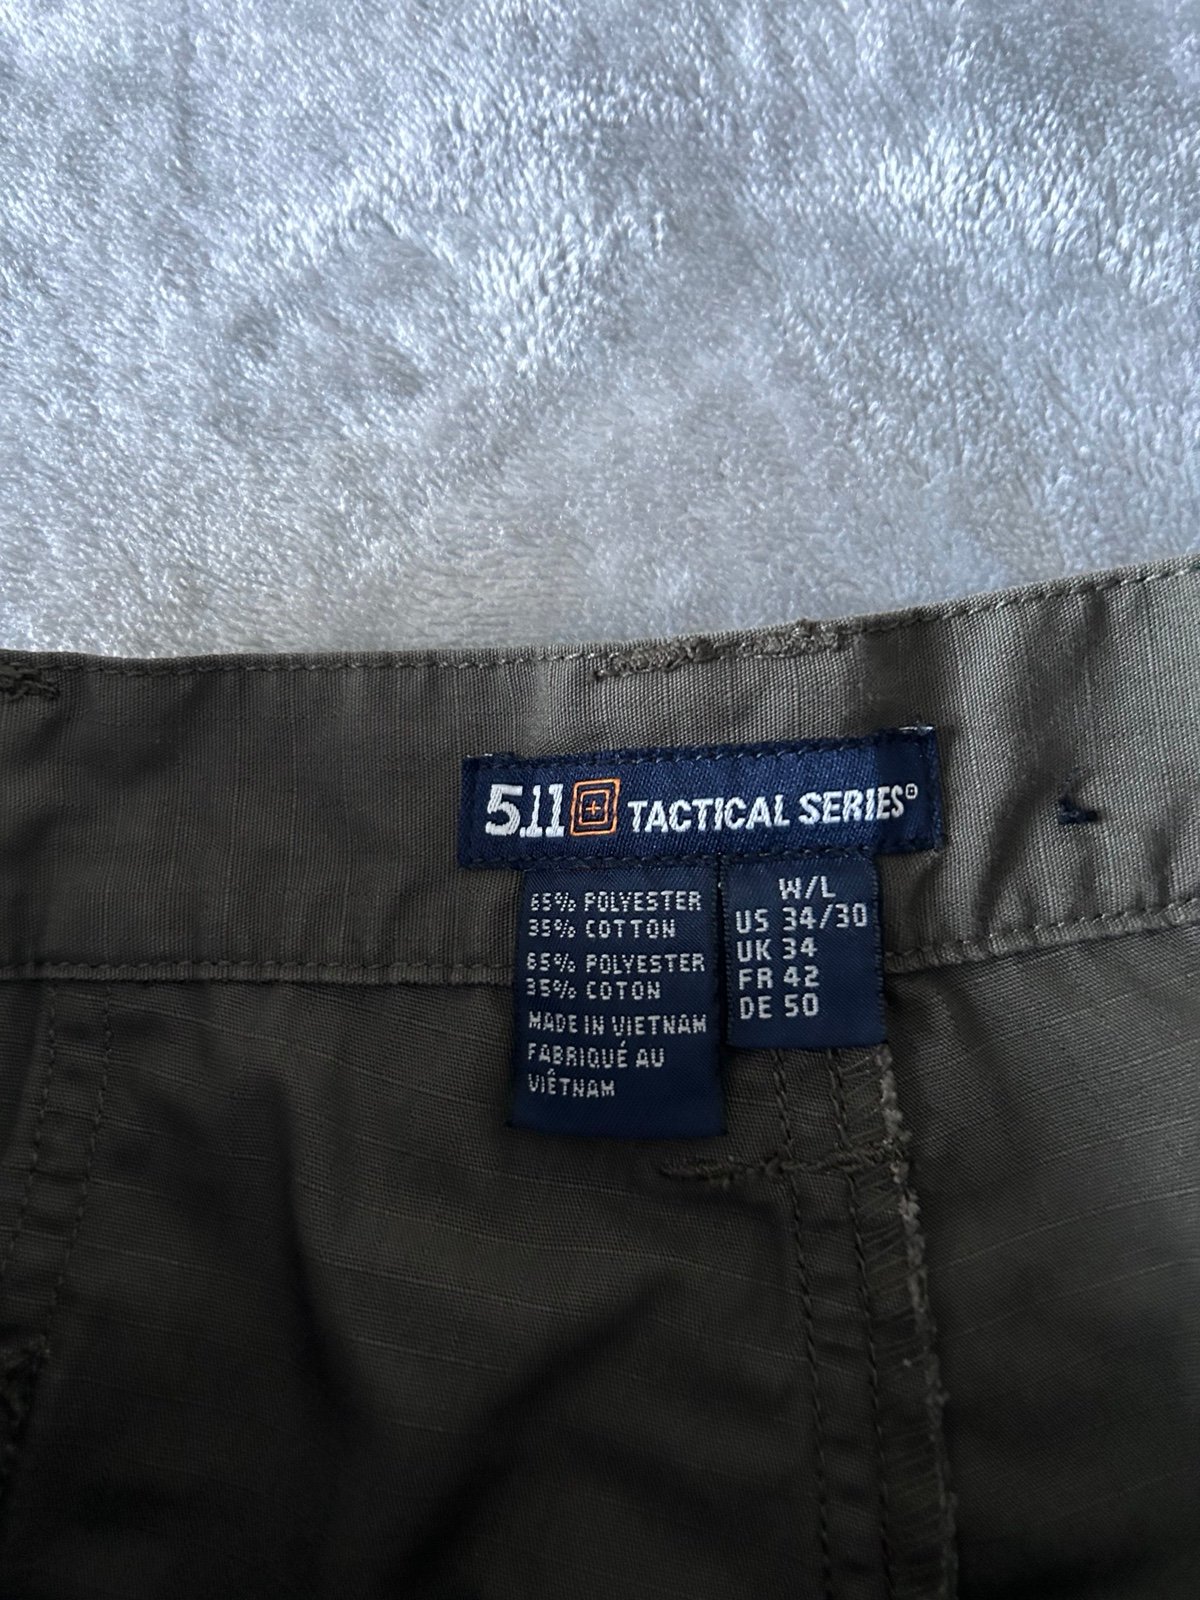 5.11 TACTICAL SERIES
65% POLYESTER
35% COTTON
65% POLYESTER
35% COTON
MADE IN VIETNAM
FABRIQUÉ AU
VIÊTNAM
W/L
US 34/30
UK 34
FR 42
DE 50